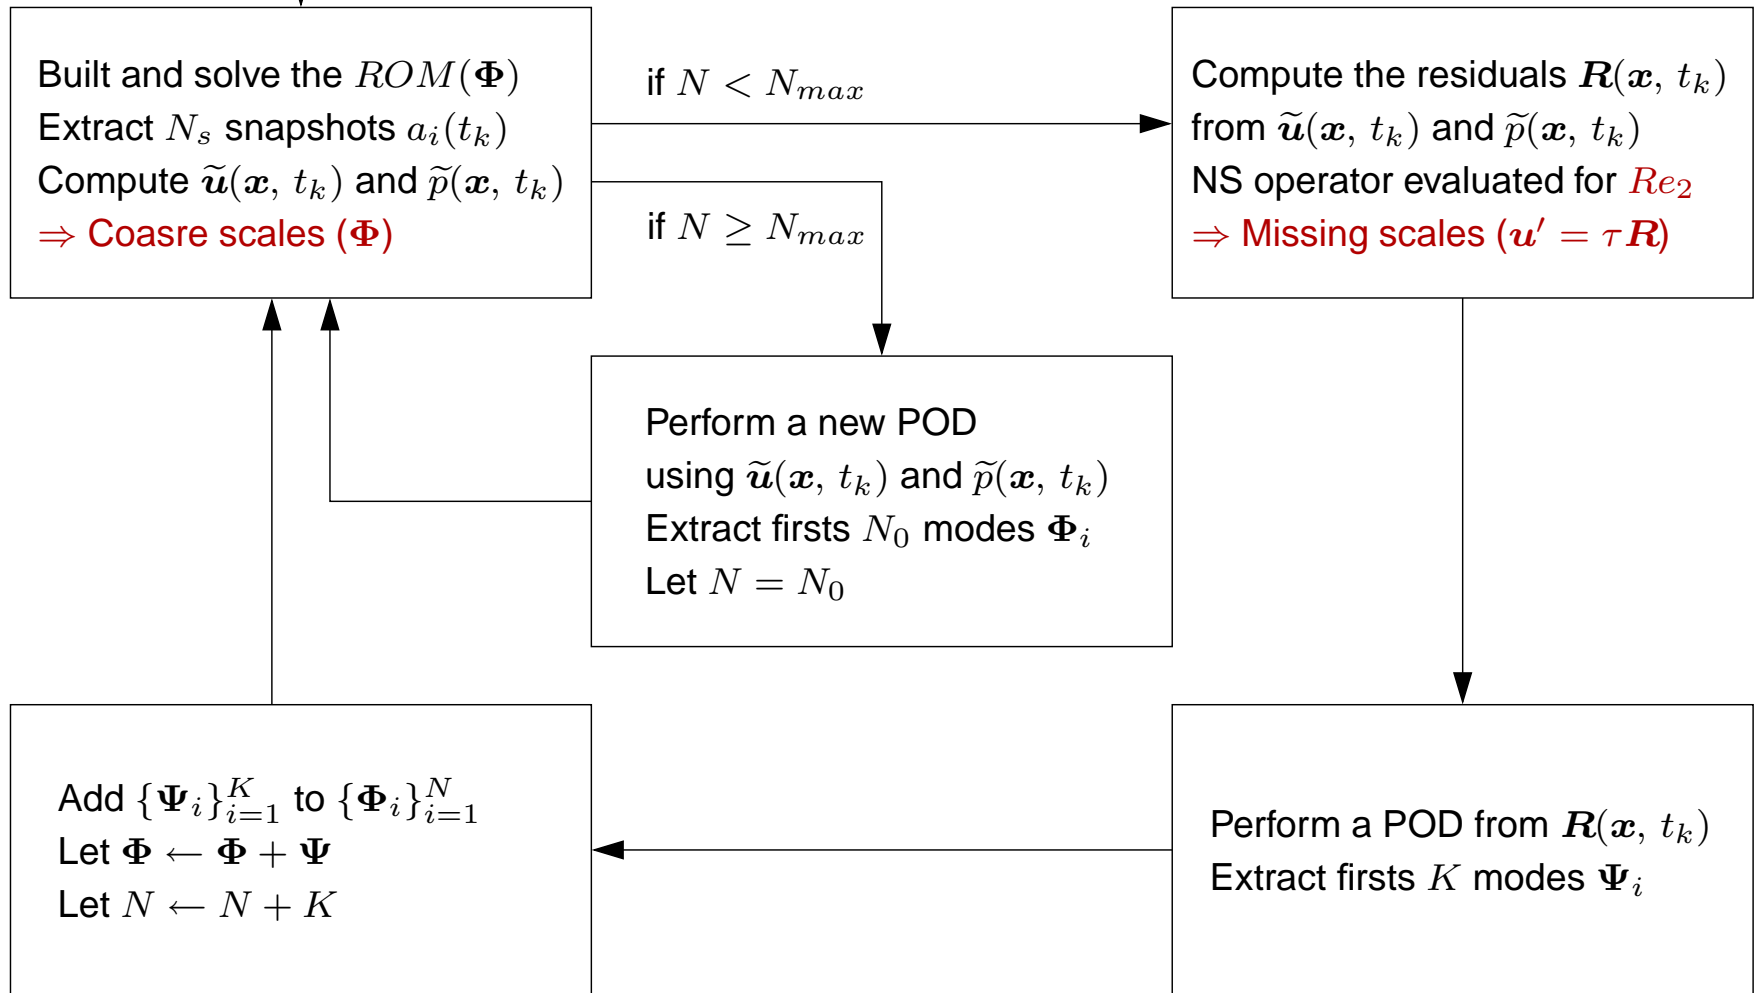 Built and solve the ROM(Φ)
Extract N_s snapshots a_i(t_k)
Compute ũ(x, t_k) and p̃(x, t_k)
⇒ Coasre scales (Φ)
if N < N_max
if N ≥ N_max
Compute the residuals R(x, t_k)
from ũ(x, t_k) and p̃(x, t_k)
NS operator evaluated for Re_2
⇒ Missing scales (u′ = τR)
Perform a new POD
using ũ(x, t_k) and p̃(x, t_k)
Extract firsts N_0 modes Φ_i
Let N = N_0
Add {Ψ_i}_{i=1}^K to {Φ_i}_{i=1}^N
Let Φ ← Φ + Ψ
Let N ← N + K
Perform a POD from R(x, t_k)
Extract firsts K modes Ψ_i